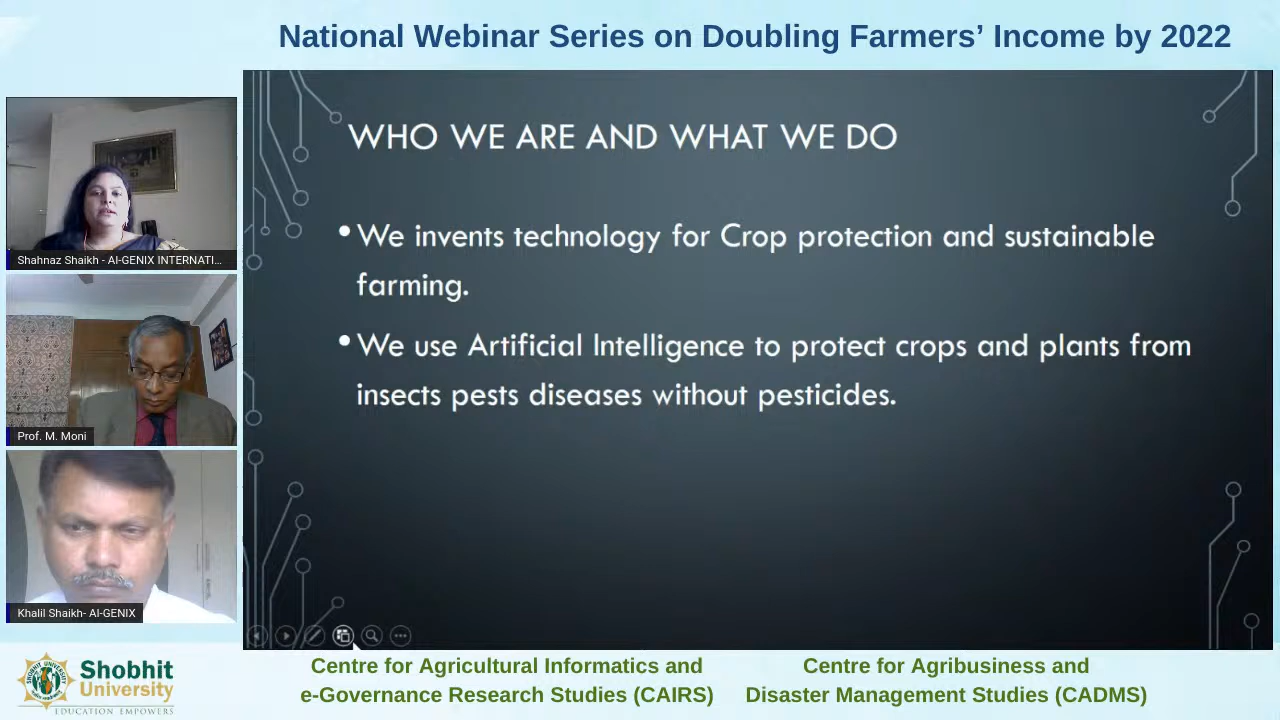 National Webinar Series on Doubling Farmers’ Income by 2022
WHO WE ARE AND WHAT WE DO
•We invents technology for Crop protection and sustainable
farming.
•We use Artificial Intelligence to protect crops and plants from
insects pests diseases without pesticides.
Shahnaz Shaikh - AI-GENIX INTERNATI...
Prof. M. Moni
Khalil Shaikh- AI-GENIX
Shobhit
University
EDUCATION EMPOWERS
Centre for Agricultural Informatics and
e-Governance Research Studies (CAIRS)
Centre for Agribusiness and
Disaster Management Studies (CADMS)